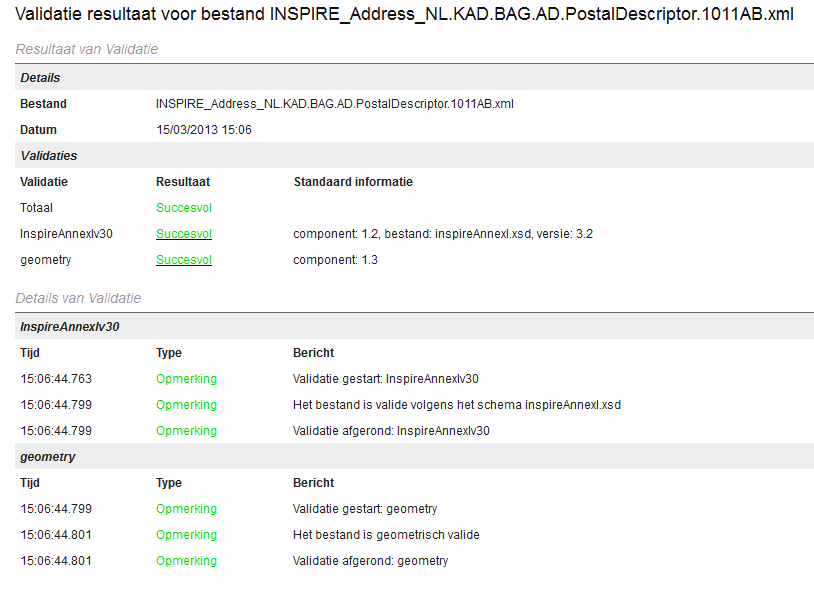 Validatie resultaat voor bestand INSPIRE_Address_NL.KAD.BAG.AD.PostalDescriptor.1011AB.xml
Resultaat van Validatie
Details
Bestand INSPIRE_Address_NL.KAD.BAG.AD.PostalDescriptor.1011AB.xml
Datum 15/03/2013 15:06
Validaties
Validatie Resultaat Standaard informatie
Totaal Succesvol
InspireAnnexIv30 Succesvol component: 1.2, bestand: inspireAnnexI.xsd, versie: 3.2
geometry Succesvol component: 1.3
Details van Validatie
InspireAnnexIv30
Tijd Type Bericht
15:06:44.763 Opmerking Validatie gestart: InspireAnnexIv30
15:06:44.799 Opmerking Het bestand is valide volgens het schema inspireAnnexI.xsd
15:06:44.799 Opmerking Validatie afgerond: InspireAnnexIv30
geometry
Tijd Type Bericht
15:06:44.799 Opmerking Validatie gestart: geometry
15:06:44.801 Opmerking Het bestand is geometrisch valide
15:06:44.801 Opmerking Validatie afgerond: geometry